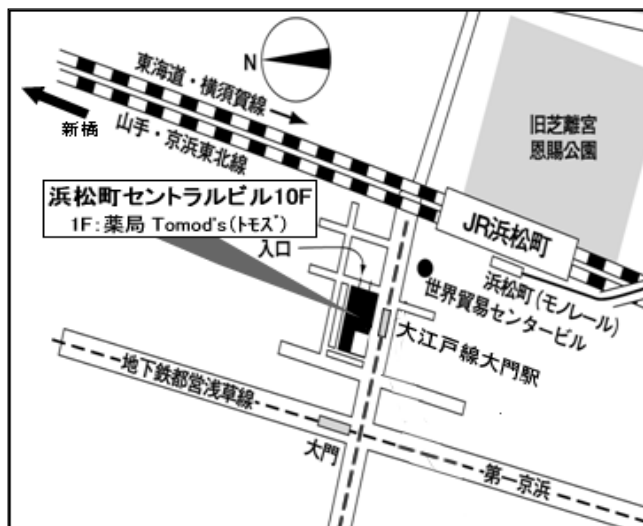 N
東海道・横須賀線
新橋
山手・京浜東北線
旧芝離宮
恩賜公園
浜松町セントラルビル10F
1F：薬局 Tomod's（ﾄﾓｽﾞ）
入口
JR浜松町
浜松町（モノレール）
世界貿易センタービル
大江戸線大門駅
地下鉄都営浅草線
大門
第一京浜